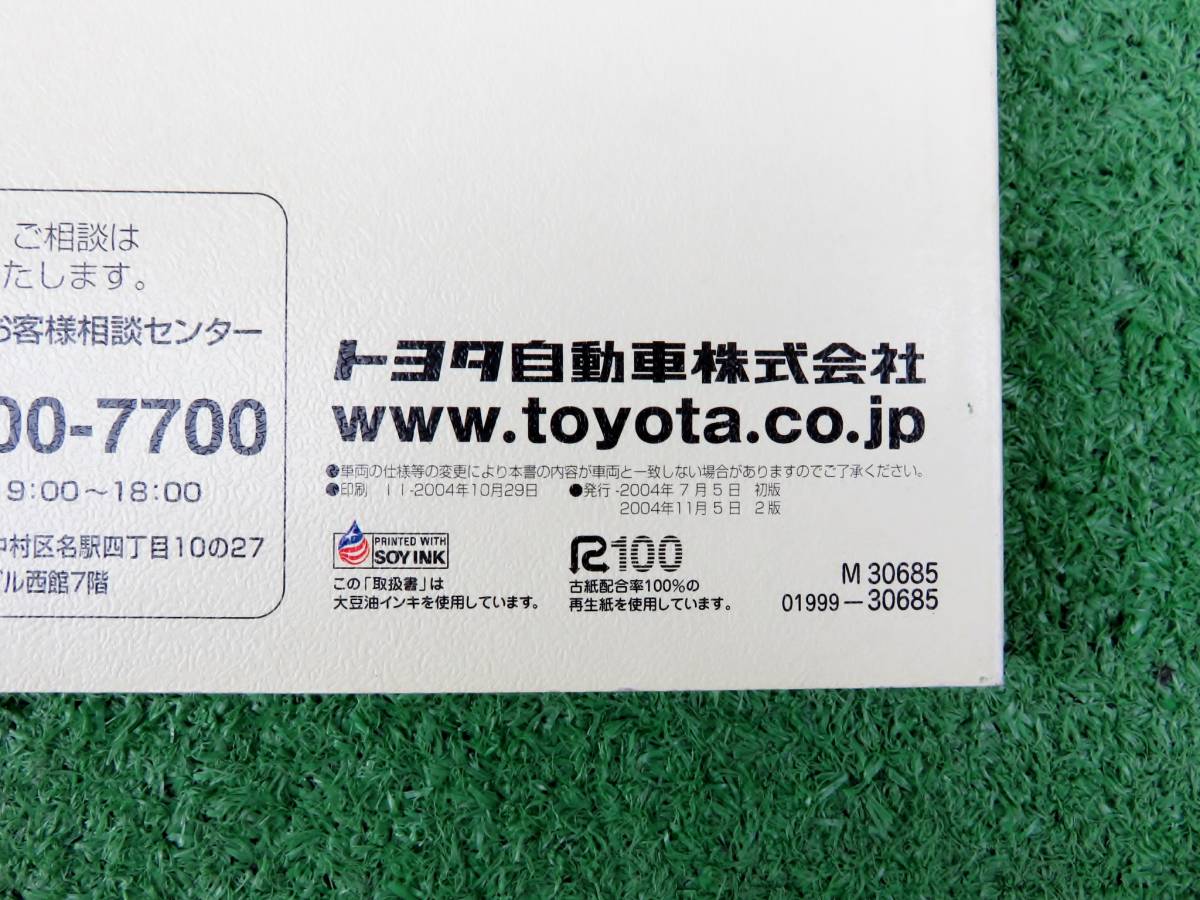 ご相談は
たします。
お客様相談センター
00-7700
9:00～18:00
中村区名駅四丁目10の27
ビル西館7階
トヨタ自動車株式会社
www.toyota.co.jp
●車両の仕様等の変更により本書の内容が車両と一致しない場合がありますのでご了承ください。
●印刷 II-2004年10月29日 ●発行-2004年7月5日 初版
2004年11月5日 2版
PRINTED WITH
SOY INK
この「取扱書」は
大豆油インキを使用しています。
R100
古紙配合率100%の
再生紙を使用しています。
M 30685
01999-30685